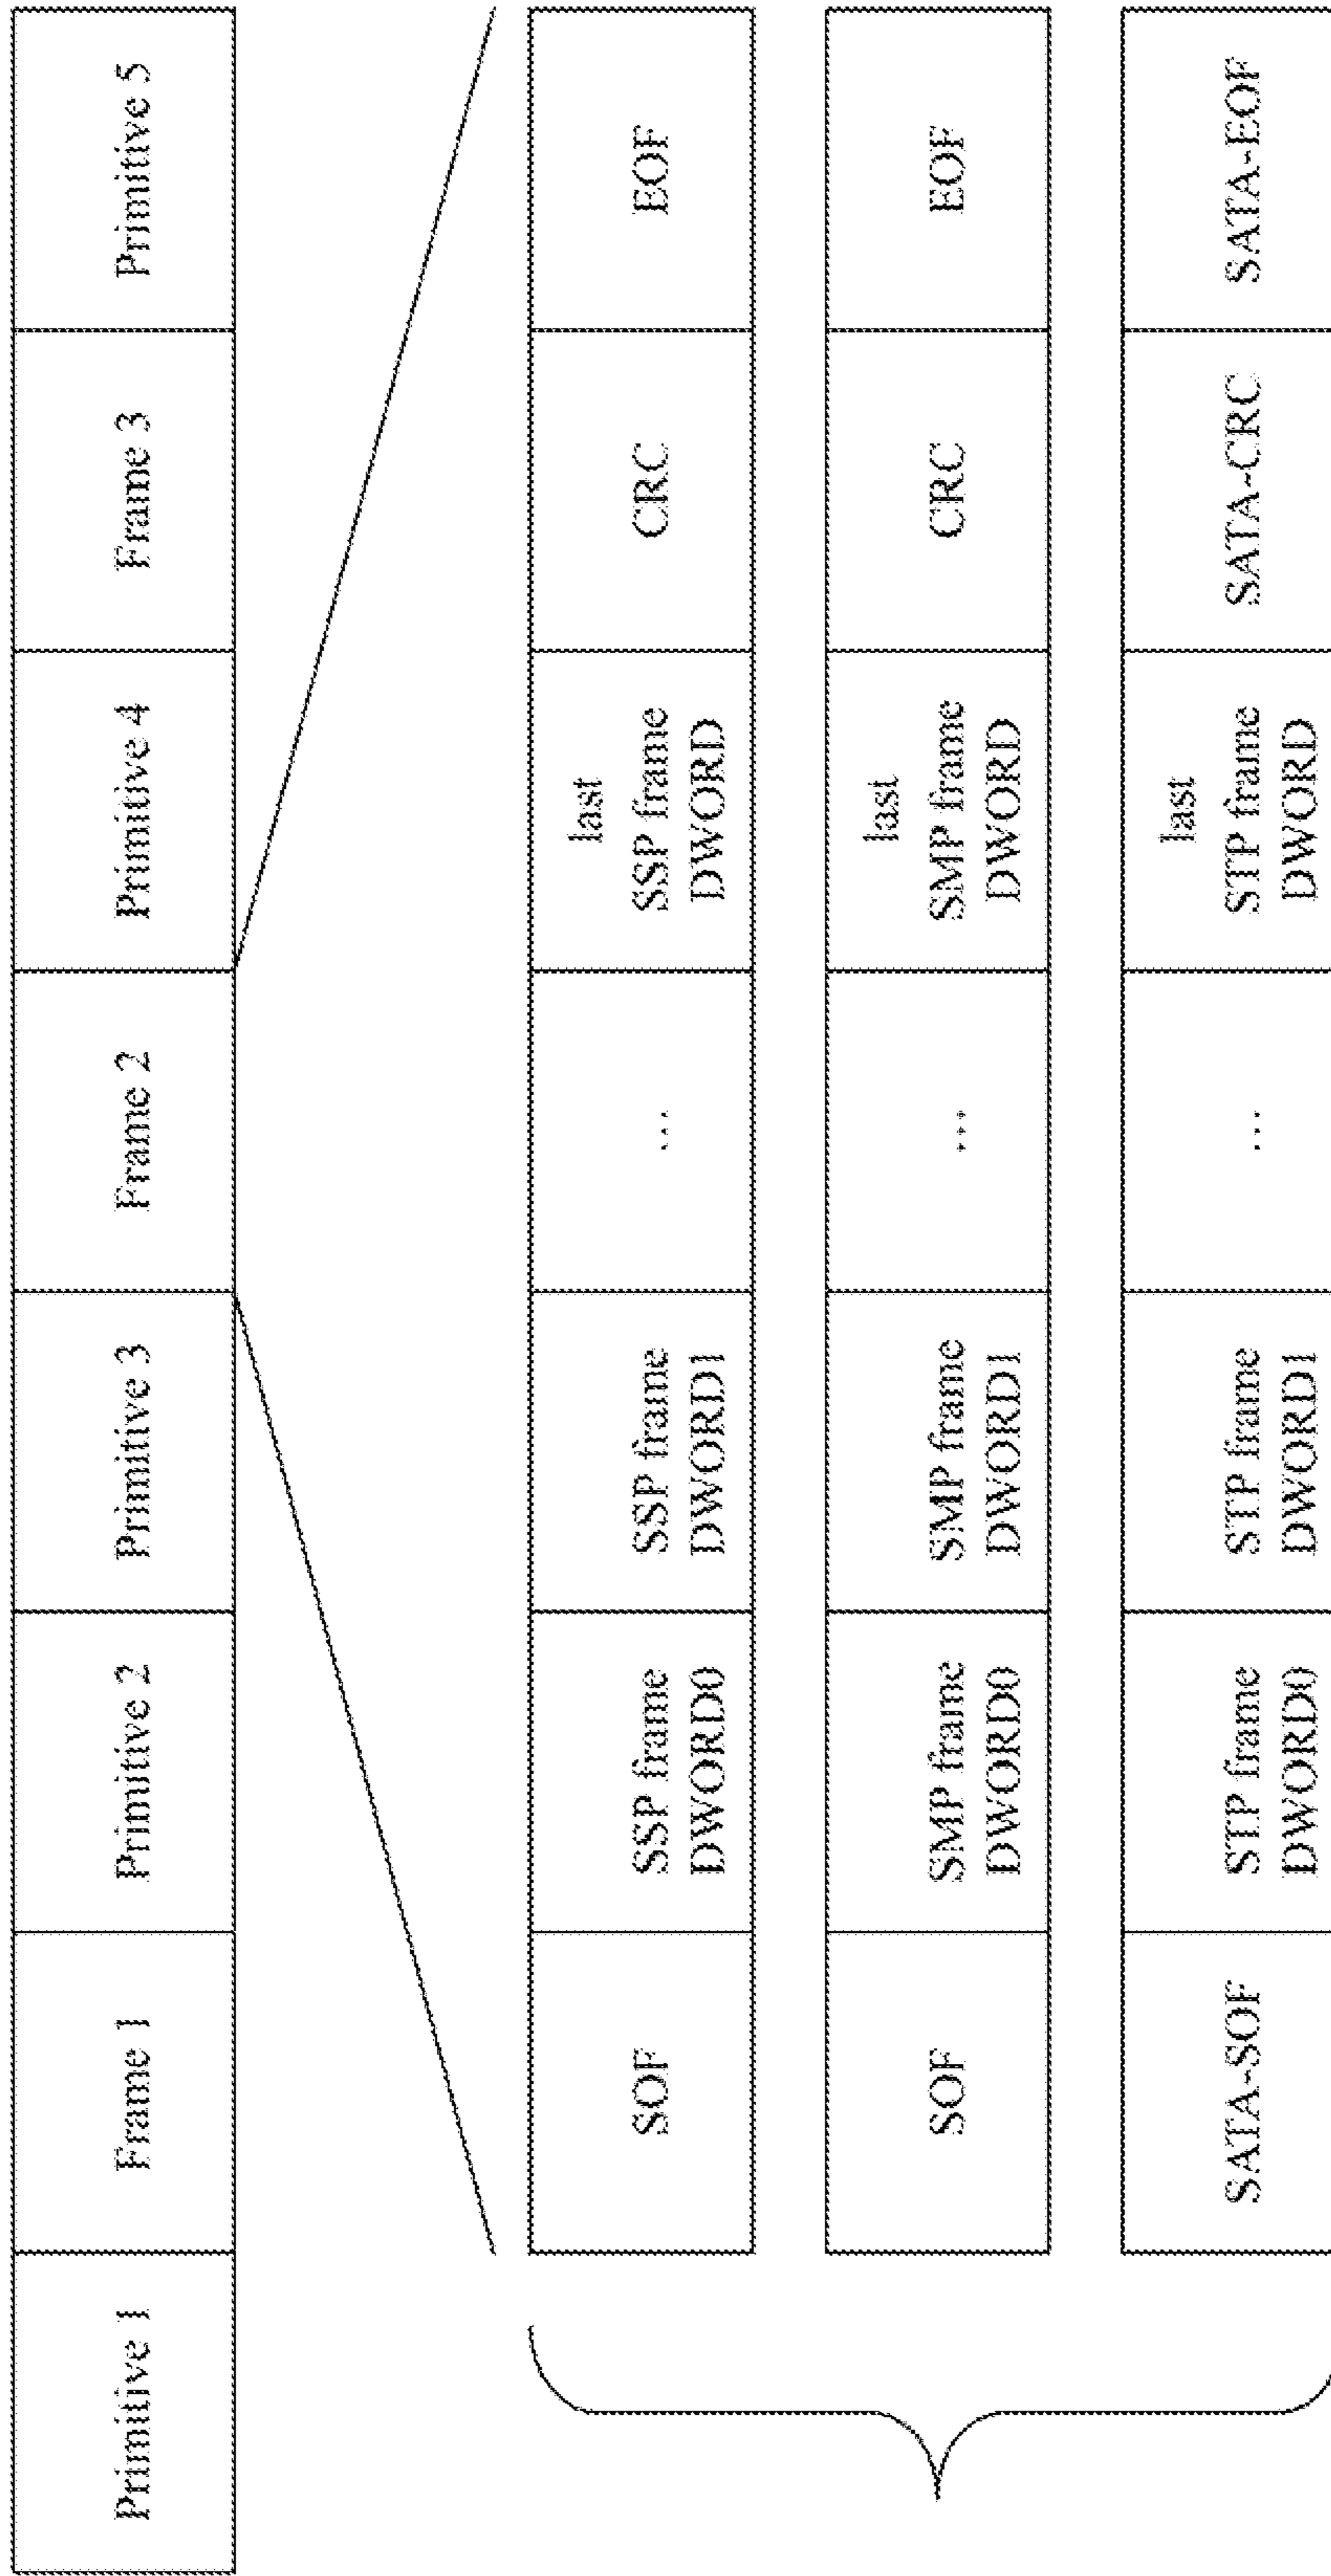 Primitive 1
Frame 1
Primitive 2
Primitive 3
Frame 2
Primitive 4
Frame 3
Primitive 5
SOF
SSP frame
DWORD0
SSP frame
DWORD1
...
last
SSP frame
DWORD
CRC
EOF
SOF
SMP frame
DWORD0
SMP frame
DWORD1
...
last
SMP frame
DWORD
CRC
EOF
SATA-SOF
STP frame
DWORD0
STP frame
DWORD1
...
last
STP frame
DWORD
SATA-CRC
SATA-EOF